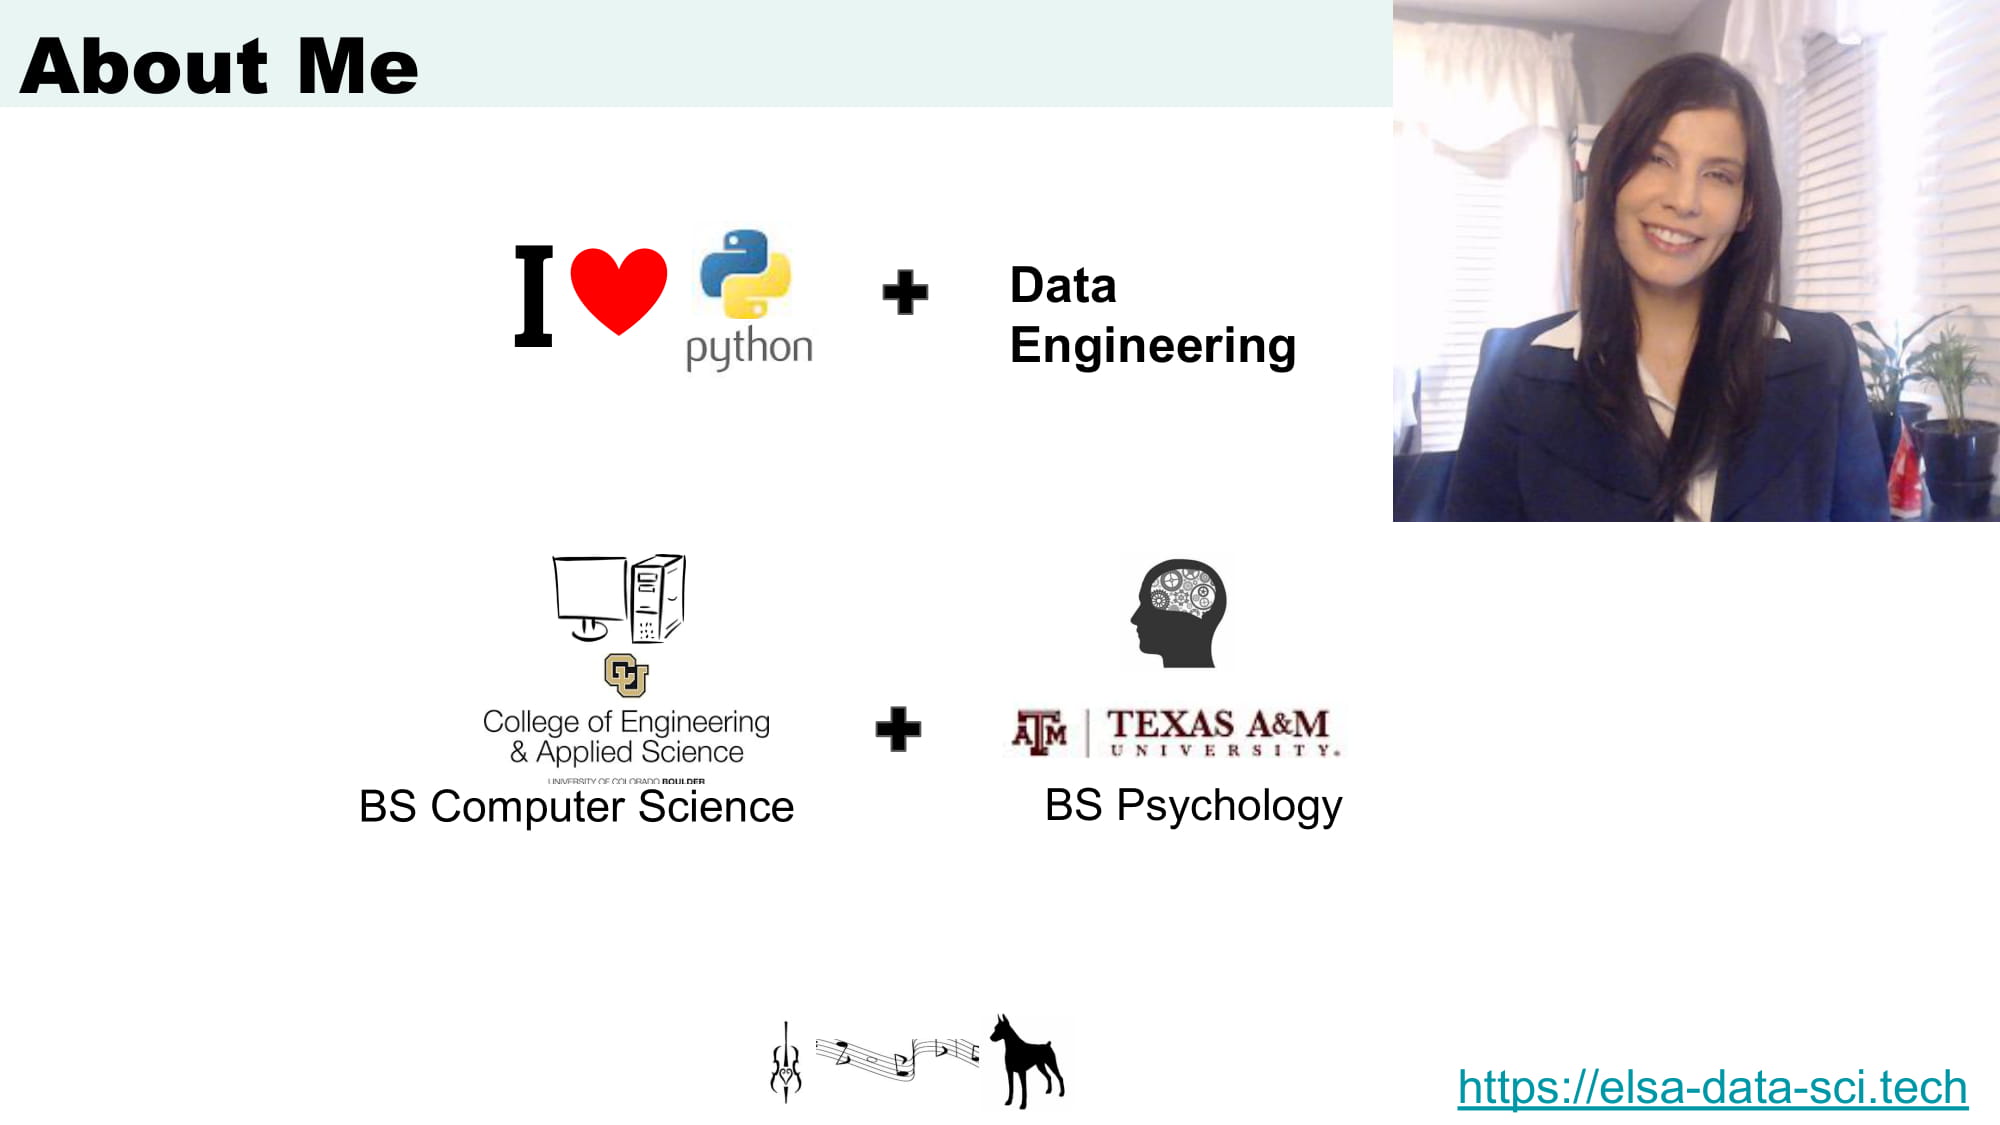 About Me
I
python
Data
Engineering
CU
College of Engineering
& Applied Science
UNIVERSITY OF COLORADO BOULDER
BS Computer Science
ATM
TEXAS A&M
UNIVERSITY.
BS Psychology
https://elsa-data-sci.tech